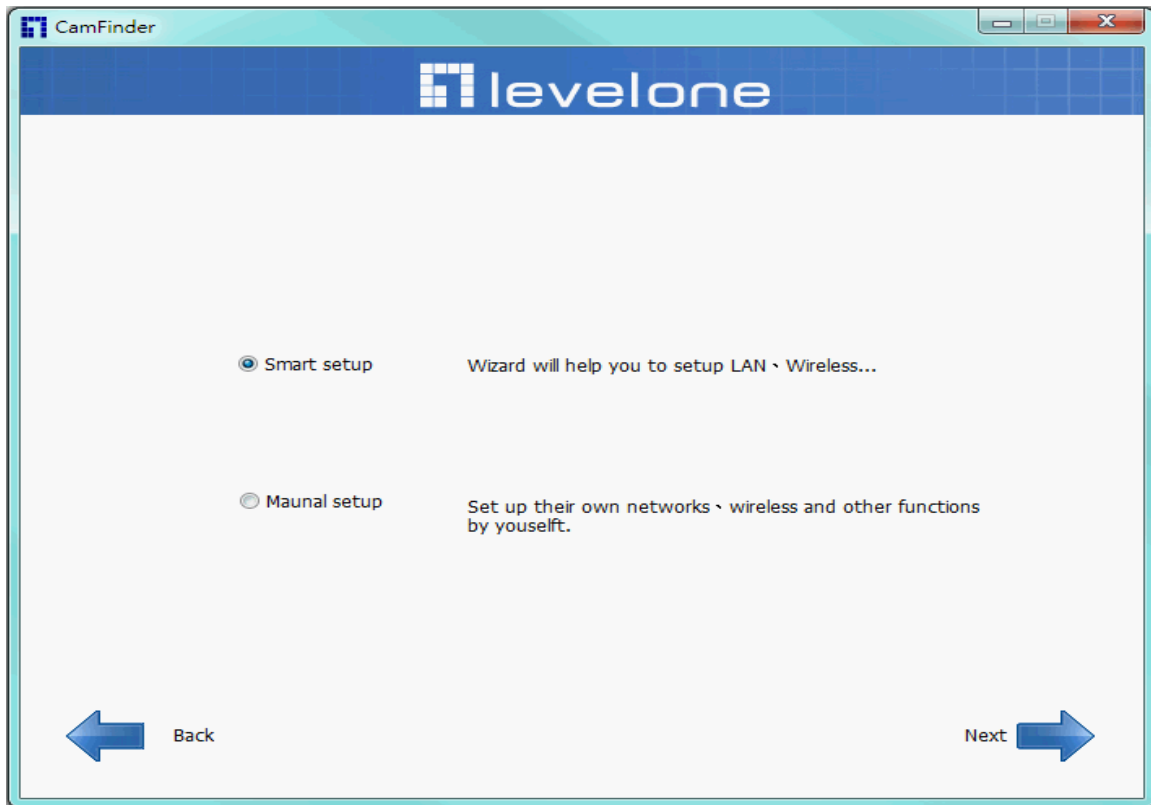 CamFinder
levelone
Smart setup
Wizard will help you to setup LAN、Wireless...
Maunal setup
Set up their own networks、wireless and other functions
by youselft.
Back
Next